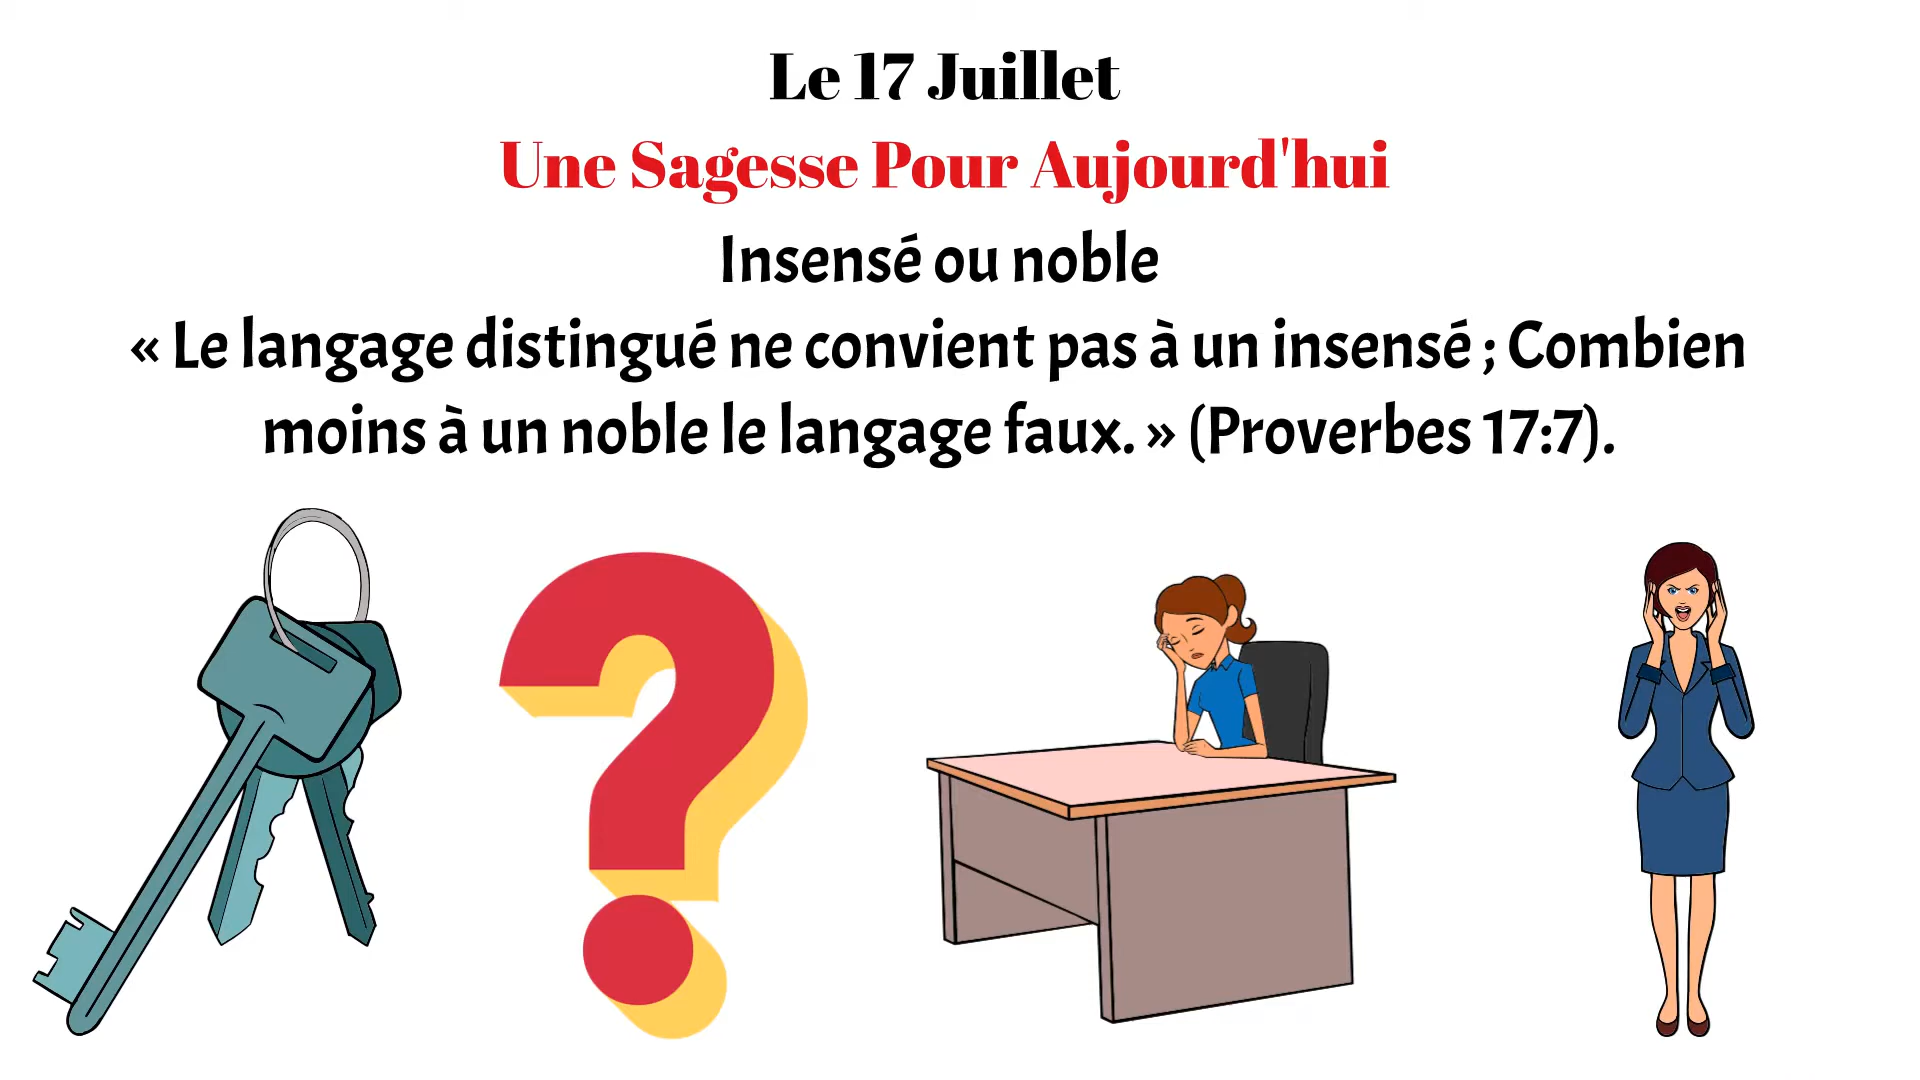 Le 17 Juillet
Une Sagesse Pour Aujourd'hui
Insensé ou noble
« Le langage distingué ne convient pas à un insensé ; Combien
moins à un noble le langage faux. » (Proverbes 17:7).